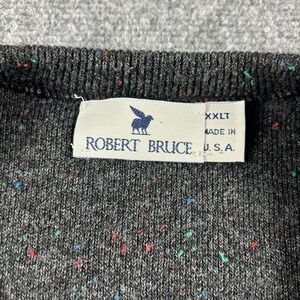 ROBERT BRUCE
XXLT
MADE IN
U.S.A.